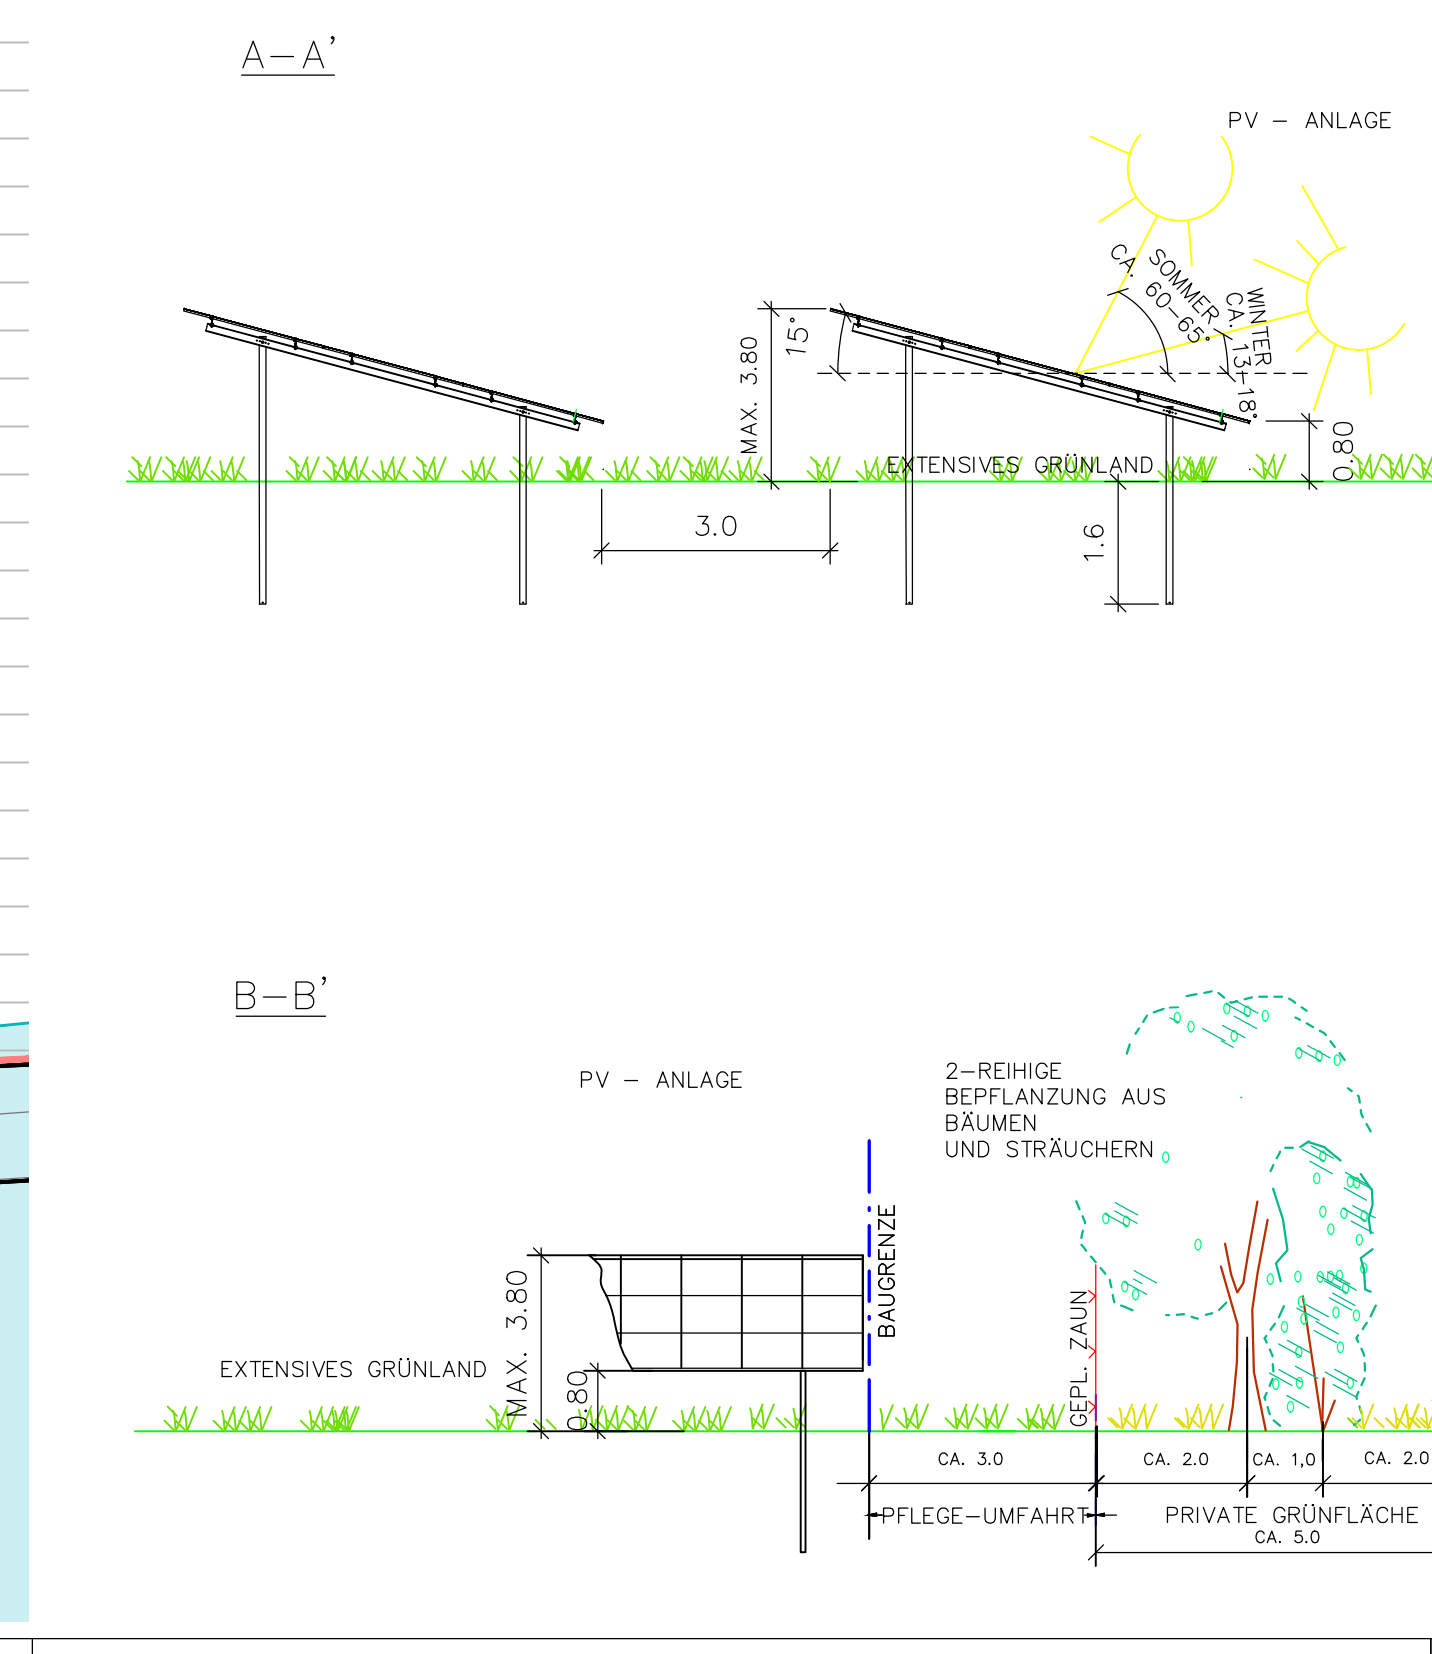 A–A’
PV – ANLAGE
SOMMER
CA. 60–65°
WINTER
CA. 13–18°
15°
MAX. 3.80
EXTENSIVES GRÜNLAND
0.80
3.0
1.6
B–B’
PV – ANLAGE
2–REIHIGE
BEPFLANZUNG AUS
BÄUMEN
UND STRÄUCHERN
BAUGRENZE
MAX. 3.80
GEPL. ZAUN
EXTENSIVES GRÜNLAND
0.80
CA. 3.0
CA. 2.0
CA. 1,0
CA. 2.0
PFLEGE–UMFAHRT
PRIVATE GRÜNFLÄCHE
CA. 5.0